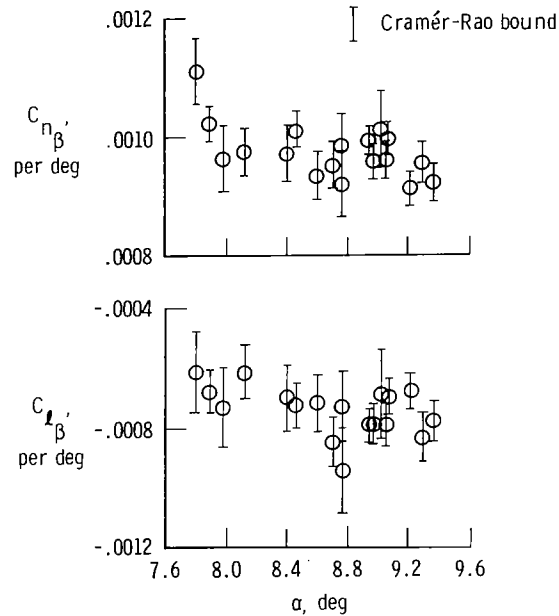 Cramér-Rao bound
.0012
.0010
.0008
C_{n_β}, per deg
-.0004
-.0008
-.0012
C_{ℓ_β}, per deg
7.6 8.0 8.4 8.8 9.2 9.6
α, deg